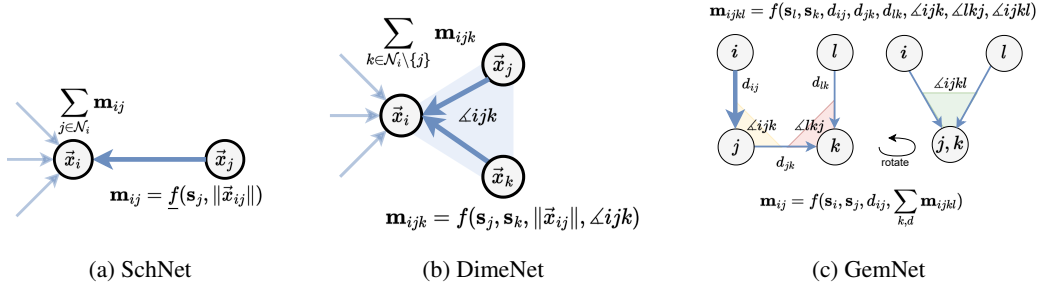 ∑_{j∈𝒩_i} 𝐦_{ij}
x⃗_i
x⃗_j
𝐦_{ij} = f(𝐬_j, ‖x⃗_{ij}‖)
(a) SchNet
∑_{k∈𝒩_i\{j}} 𝐦_{ijk}
x⃗_j
x⃗_i
∡ijk
x⃗_k
𝐦_{ijk} = f(𝐬_j, 𝐬_k, ‖x⃗_{ij}‖, ∡ijk)
(b) DimeNet
𝐦_{ijkl} = f(𝐬_l, 𝐬_k, d_{ij}, d_{jk}, d_{lk}, ∡ijk, ∡lkj, ∡ijkl)
i
l
i
l
d_{ij}
d_{lk}
∡ijkl
∡ijk
∡lkj
j
d_{jk}
k
rotate
j, k
𝐦_{ij} = f(𝐬_i, 𝐬_j, d_{ij}, ∑_{k,d} 𝐦_{ijkl})
(c) GemNet